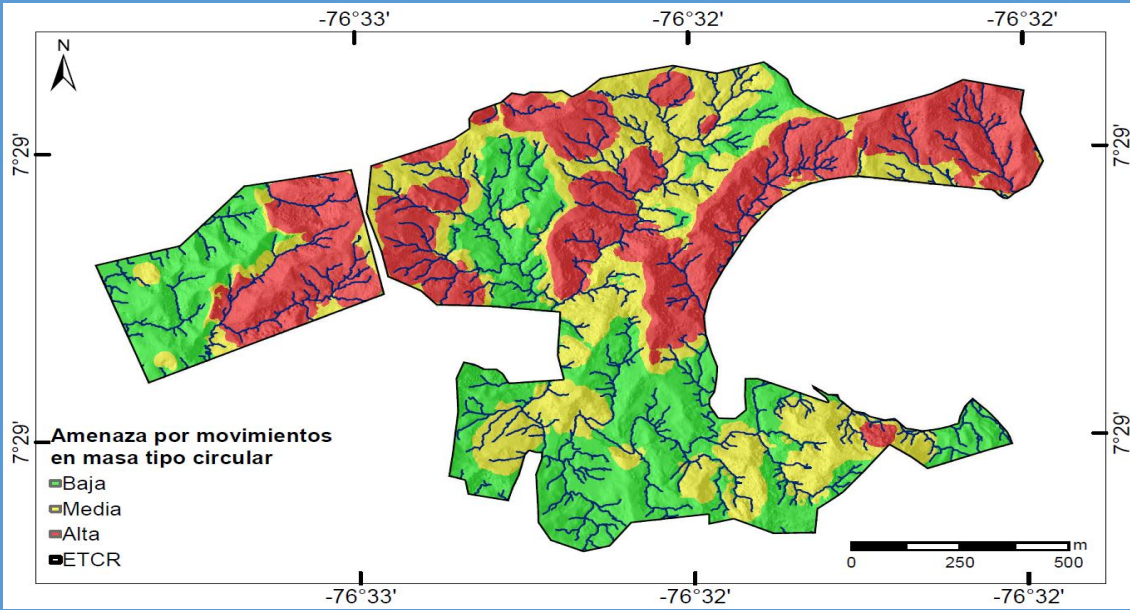 -76°33' -76°32' -76°32'
N
7°29' 7°29'
7°29' 7°29'
Amenaza por movimientos
en masa tipo circular
Baja
Media
Alta
ETCR
m
0 250 500
-76°33' -76°32' -76°32'